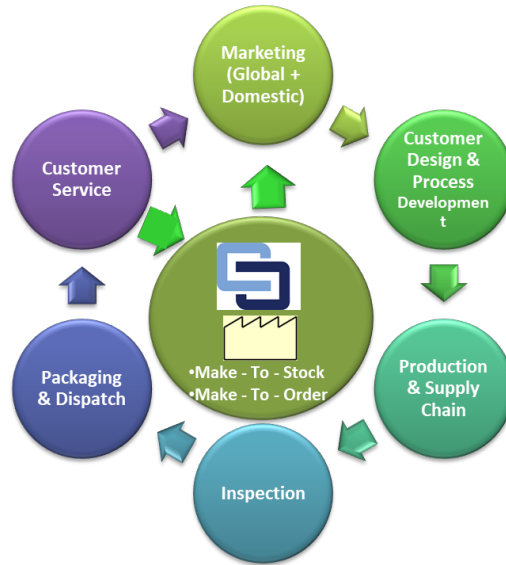 Marketing
(Global +
Domestic)
Customer
Design &
Process
Developmen
t
Production
& Supply
Chain
Inspection
Packaging
& Dispatch
Customer
Service
•Make - To - Stock
•Make - To - Order